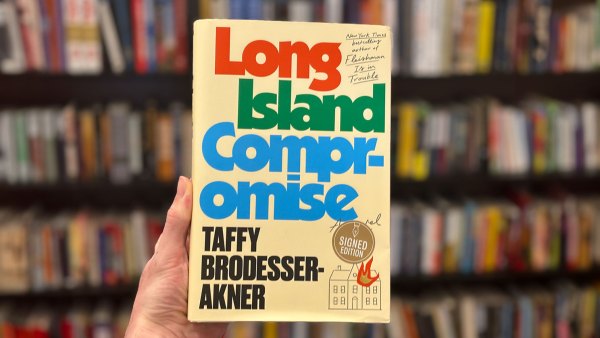 Long
Island
Compr-
omise
New York Times
bestselling
author of
Fleishman
Is in
Trouble
A novel
SIGNED
EDITION
TAFFY
BRODESSER-
AKNER